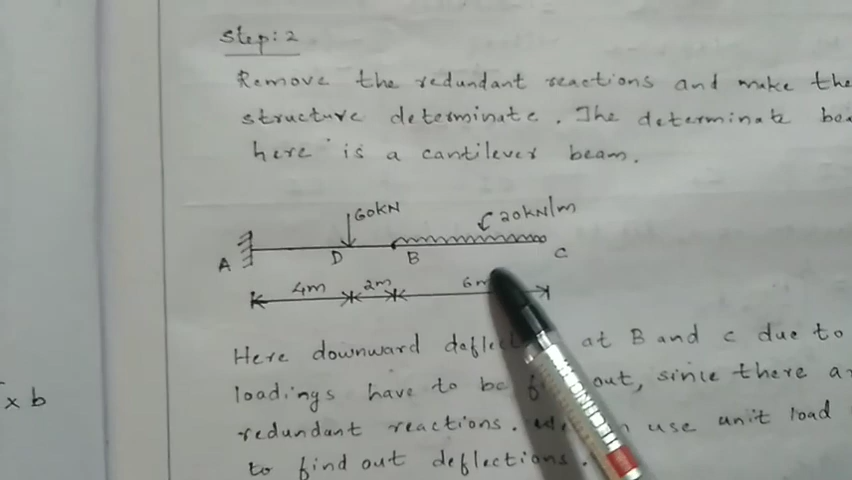 Step: 2
Remove the redundant reactions and make the
structure determinate. The determinate bea
here is a cantilever beam.
60KN
20KN/m
A
D
B
C
4m
2m
6m
Here downward deflec at B and c due to
loadings have to be out, since there a
x b
redundant reactions. use unit load
to find out deflections.